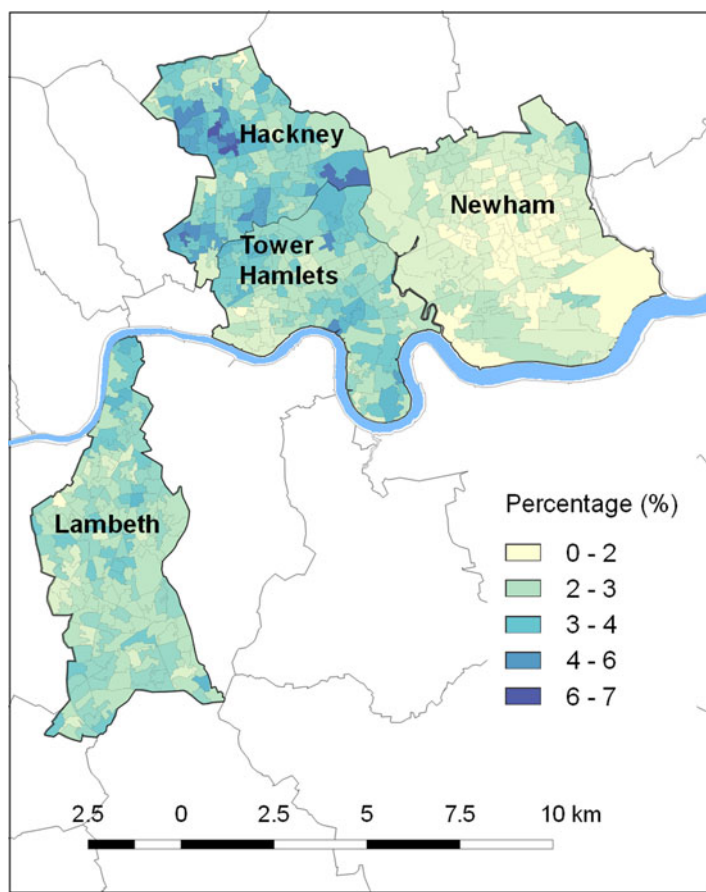 Hackney
Newham
Tower
Hamlets
Lambeth
Percentage (%)
0 - 2
2 - 3
3 - 4
4 - 6
6 - 7
2.5 0 2.5 5 7.5 10 km